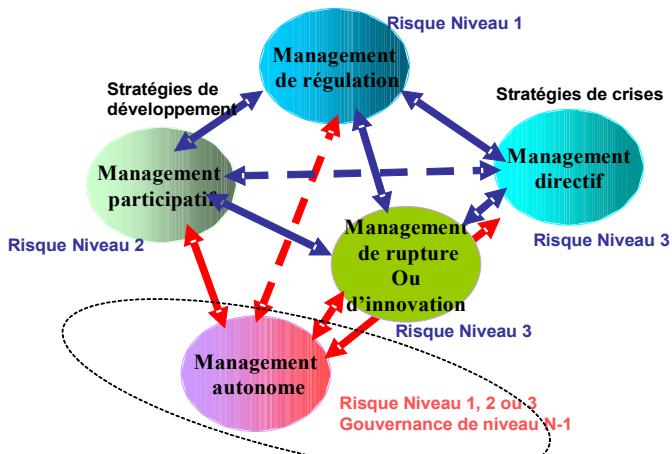 Risque Niveau 1
Management
de régulation
Stratégies de
développement
Stratégies de crises
Management
participatif
Management
directif
Risque Niveau 2
Risque Niveau 3
Management
de rupture
Ou
d'innovation
Risque Niveau 3
Management
autonome
Risque Niveau 1, 2 ou 3
Gouvernance de niveau N-1